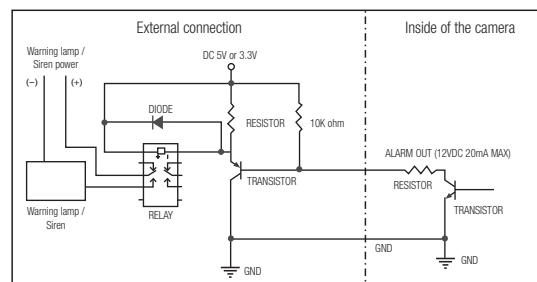 External connection
Inside of the camera
Warning lamp /
Siren power
(−)
(+)
DC 5V or 3.3V
DIODE
RESISTOR
10K ohm
ALARM OUT (12VDC 20mA MAX)
RESISTOR
TRANSISTOR
TRANSISTOR
+
-
RELAY
Warning lamp /
Siren
GND
GND
GND